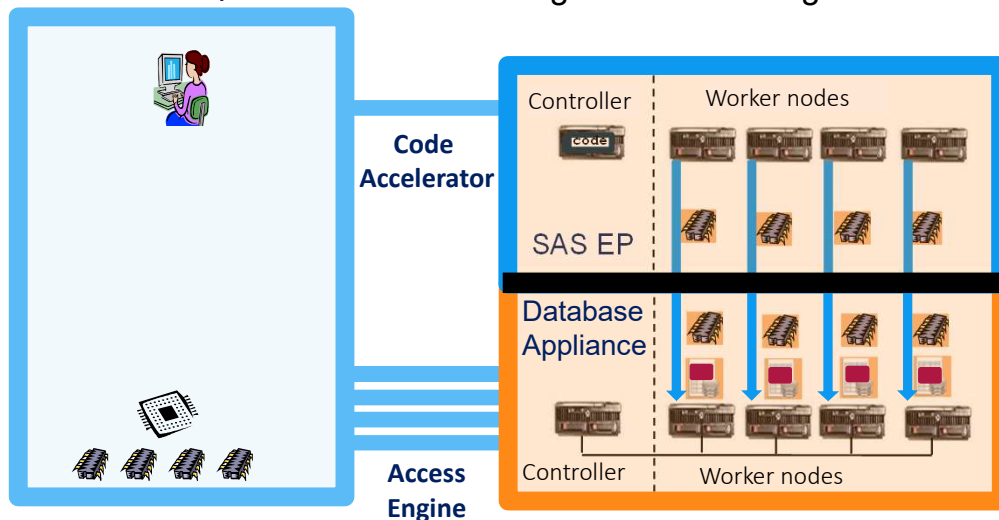 Controller
Worker nodes
code
Code
Accelerator
SAS EP
Database
Appliance
Controller
Worker nodes
Access
Engine